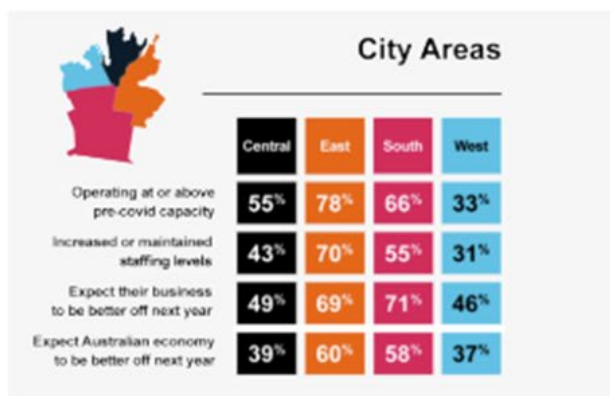 City Areas
Central East South West
Operating at or above
pre-covid capacity
55% 78% 66% 33%
Increased or maintained
staffing levels
43% 70% 55% 31%
Expect their business
to be better off next year
49% 69% 71% 46%
Expect Australian economy
to be better off next year
39% 60% 58% 37%